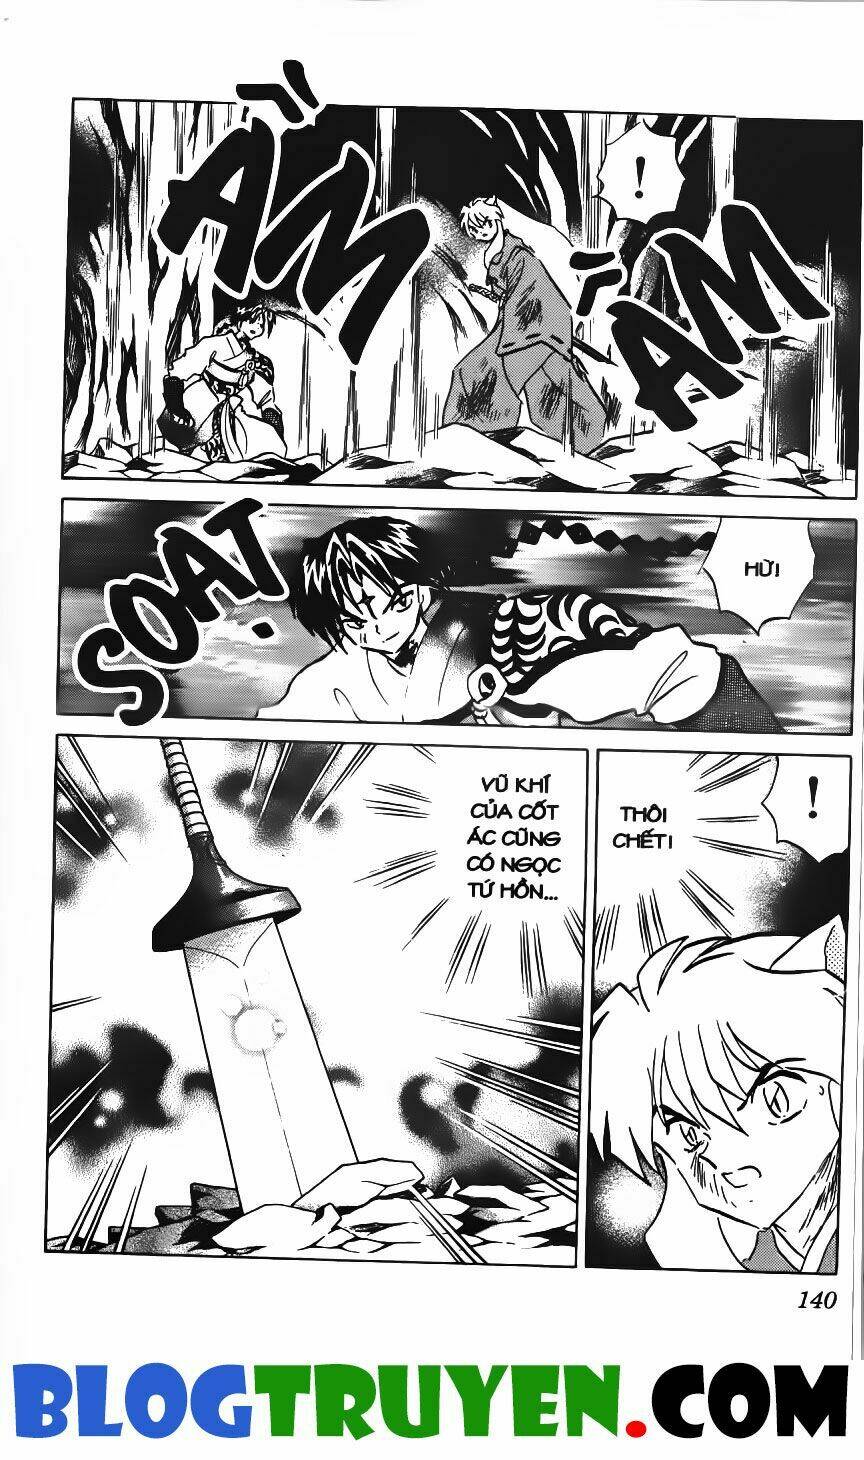 ẦM
!
ẦM
SOẠT
HỪ!
VŨ KHÍ
CỦA CỐT
ÁC CŨNG
CÓ NGỌC
TỨ HỒN...
THÔI
CHẾT!
!
140
BLOGTRUYEN.COM